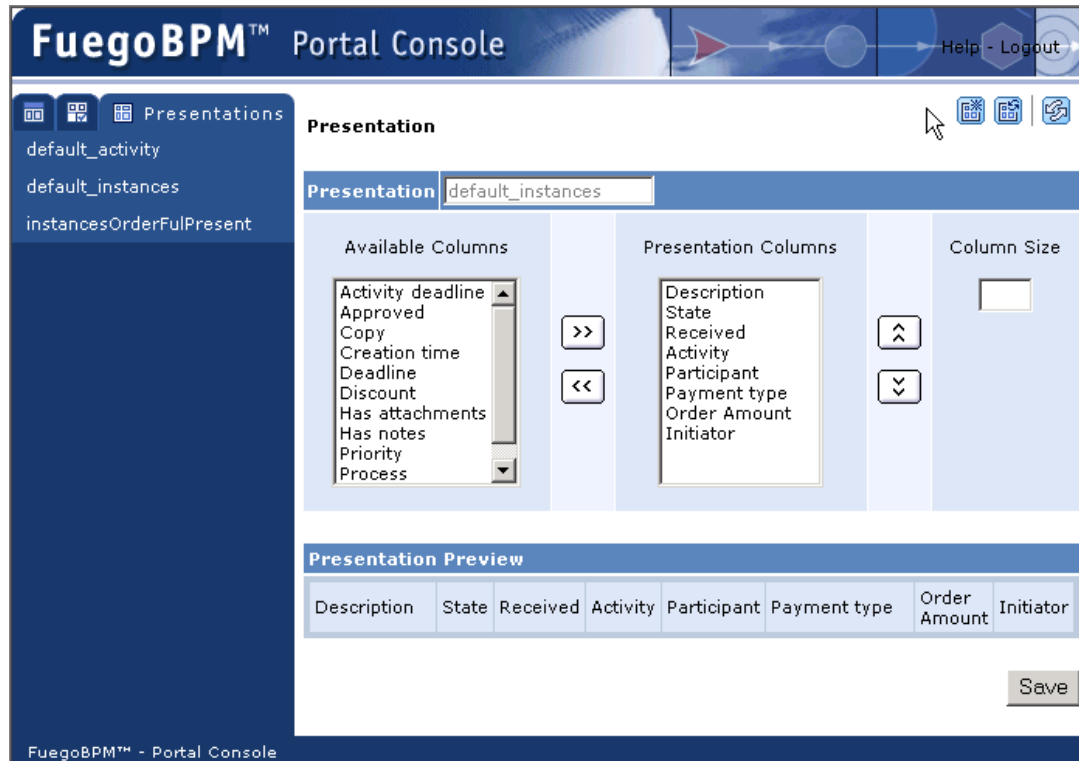 FuegoBPM™ Portal Console
Help - Logout
Presentations
default_activity
default_instances
instancesOrderFulPresent
Presentation
Presentation default_instances
Available Columns
Activity deadline
Approved
Copy
Creation time
Deadline
Discount
Has attachments
Has notes
Priority
Process
>>
<<
Presentation Columns
Description
State
Received
Activity
Participant
Payment type
Order Amount
Initiator
Column Size
Presentation Preview
Description State Received Activity Participant Payment type Order Amount Initiator
Save
FuegoBPM™ - Portal Console